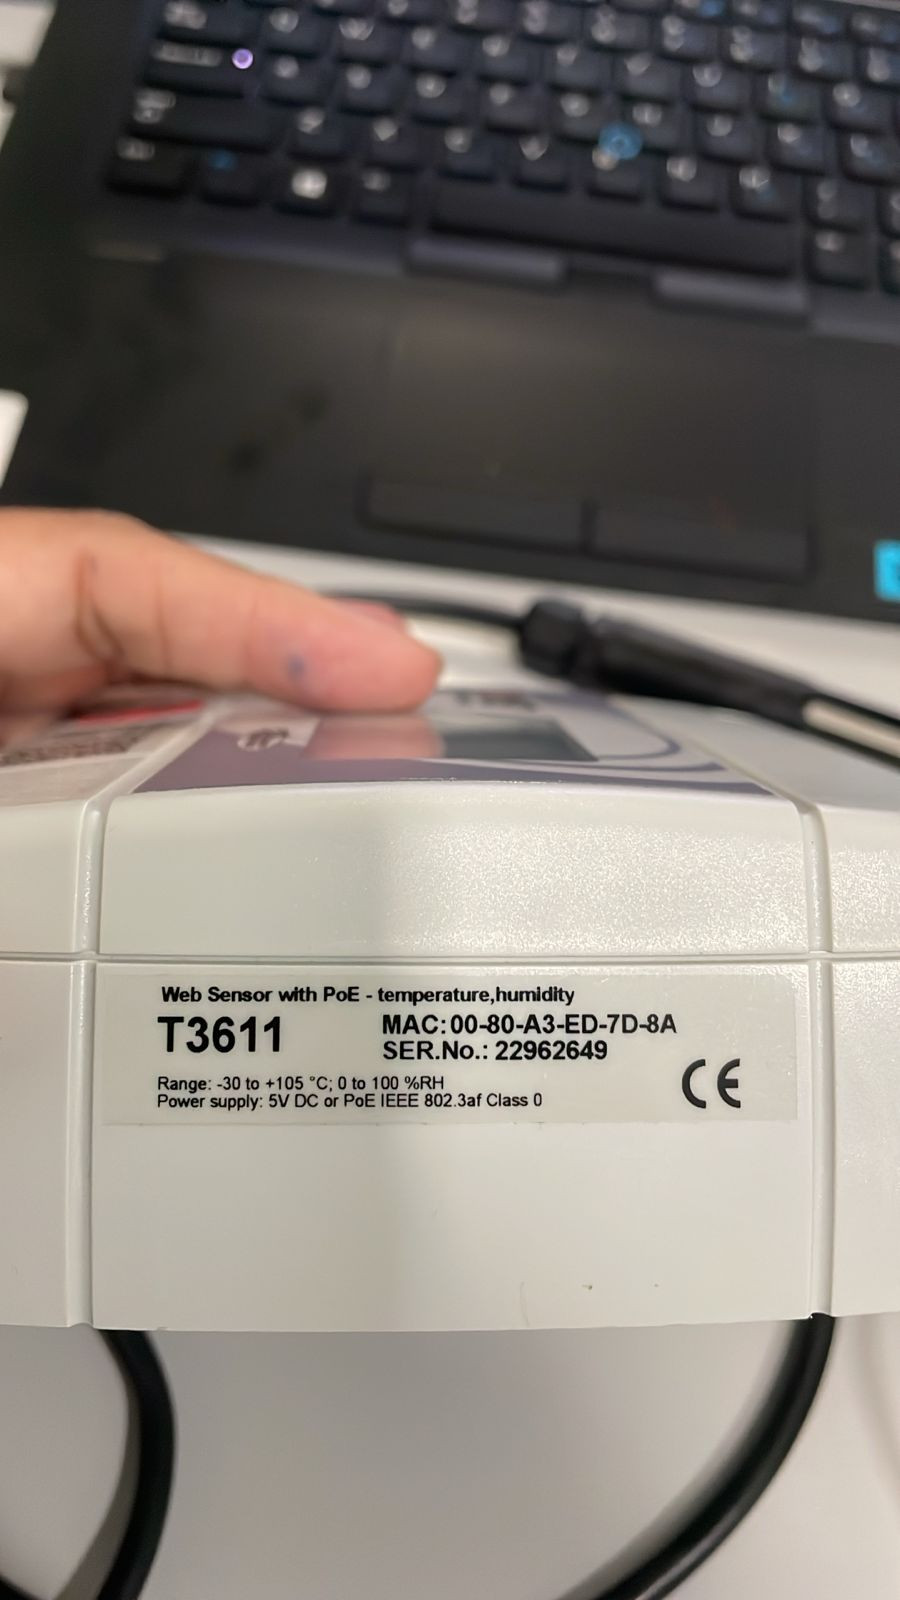 Web Sensor with PoE - temperature,humidity
T3611
MAC:00-80-A3-ED-7D-8A
SER.No.: 22962649
Range: -30 to +105 °C; 0 to 100 %RH
Power supply: 5V DC or PoE IEEE 802.3af Class 0
CE